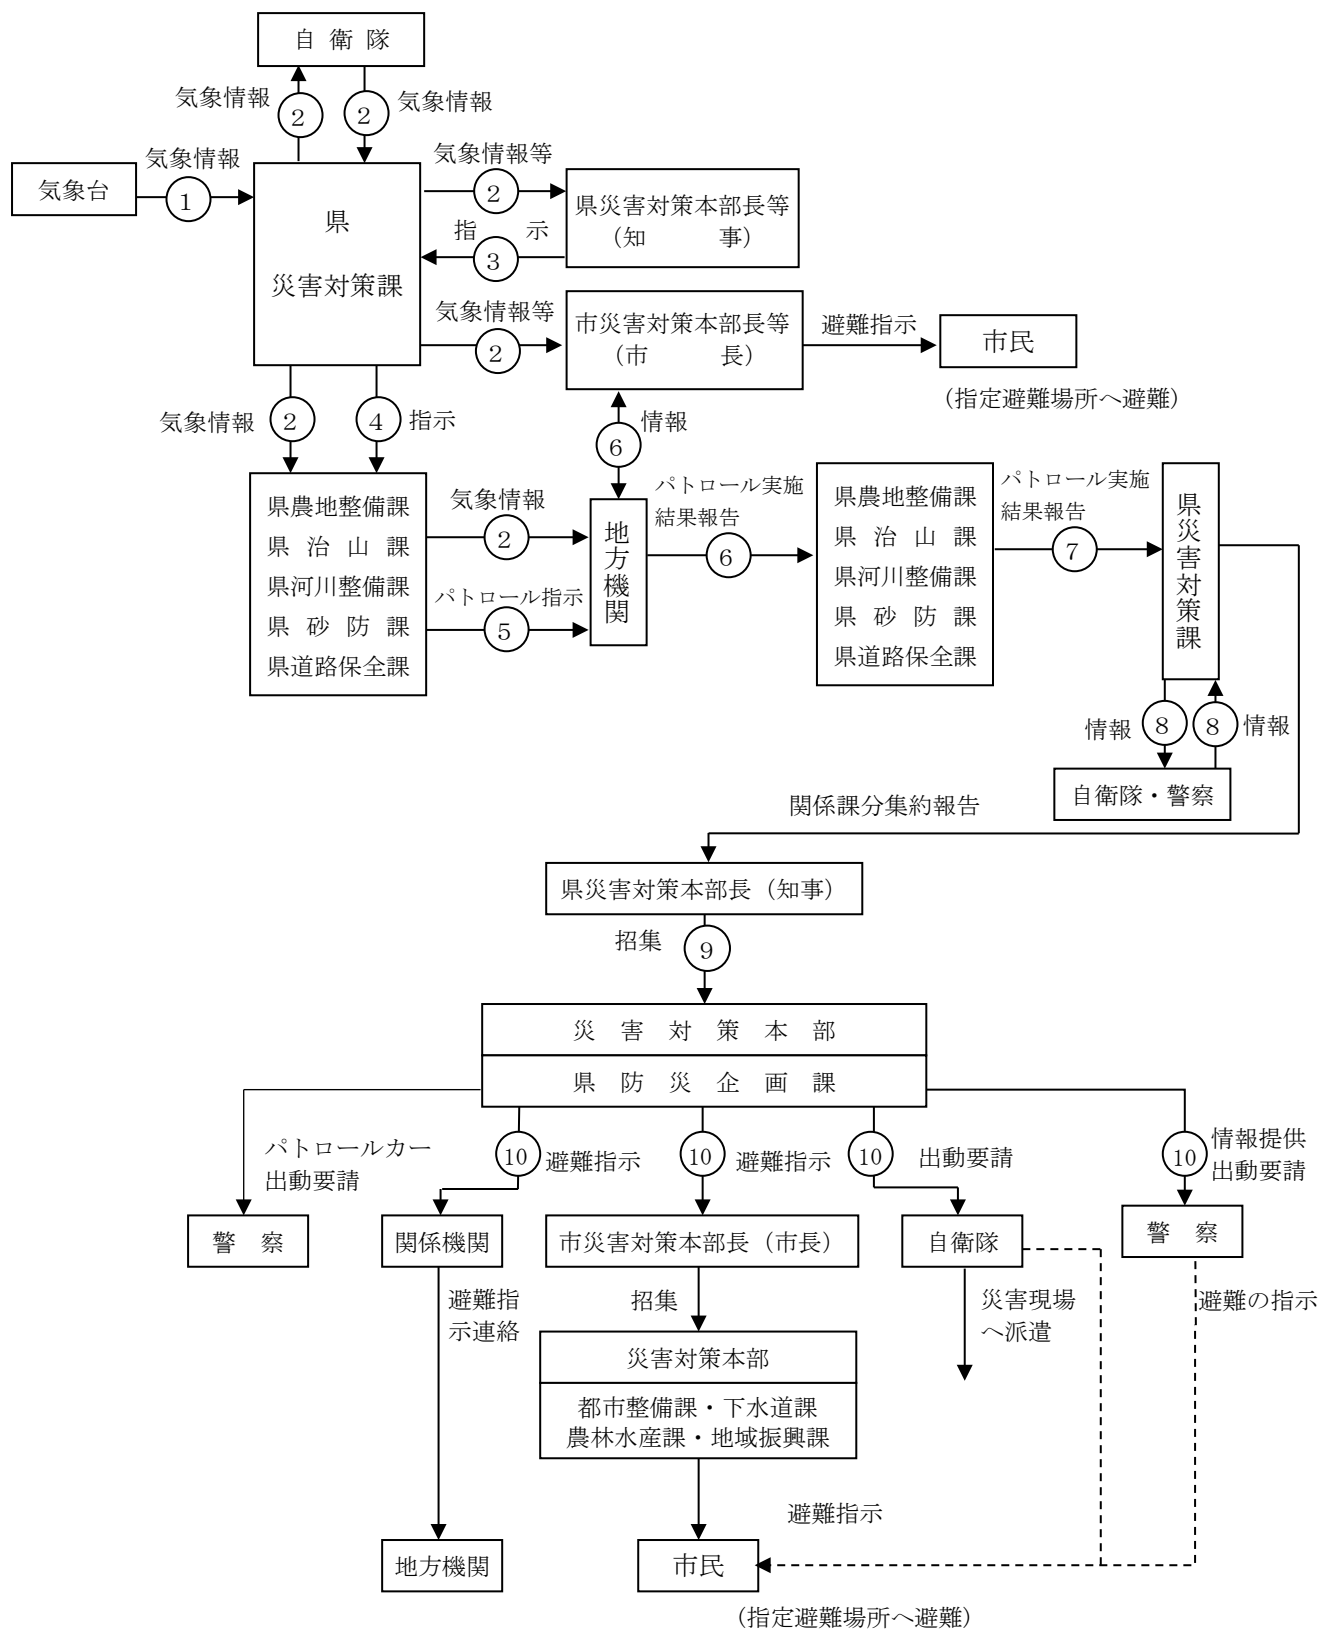 自 衛 隊
気象情報
2
2
気象情報
気象台
気象情報
1
県
災害対策課
気象情報等
2
県災害対策本部長等
(知　　　事)
指　　示
3
気象情報等
2
市災害対策本部長等
(市　　　長)
避難指示
市民
(指定避難場所へ避難)
気象情報
2
4
指示
6
情報
県農地整備課
県 治 山 課
県河川整備課
県 砂 防 課
県道路保全課
気象情報
2
パトロール指示
5
地方機関
パトロール実施
結果報告
6
県農地整備課
県 治 山 課
県河川整備課
県 砂 防 課
県道路保全課
パトロール実施
結果報告
7
県災害対策課
情報
8
8
情報
自衛隊・警察
関係課分集約報告
県災害対策本部長(知事)
招集
9
災 害 対 策 本 部
県 防 災 企 画 課
パトロールカー
出動要請
10
避難指示
10
避難指示
10
出動要請
10
情報提供
出動要請
警　察
関係機関
市災害対策本部長(市長)
自衛隊
警　察
避難指
示連絡
招集
災害現場
へ派遣
避難の指示
災害対策本部
都市整備課・下水道課
農林水産課・地域振興課
避難指示
地方機関
市民
(指定避難場所へ避難)